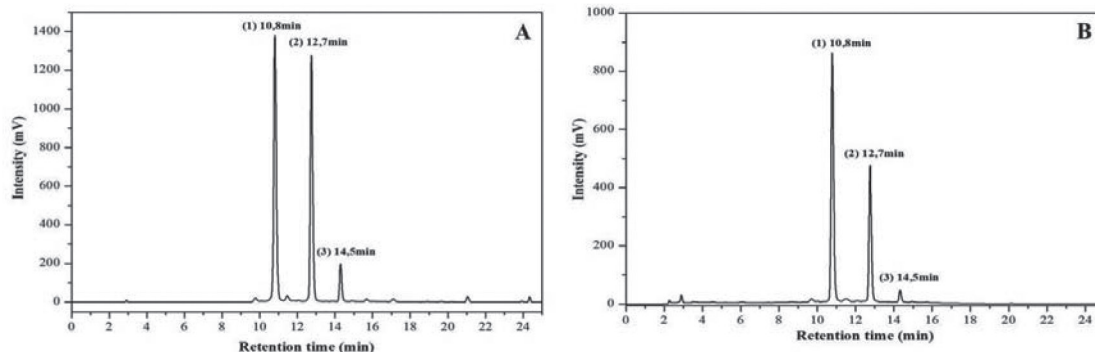 A
(1) 10,8min
(2) 12,7min
(3) 14,5min
Intensity (mV)
1400
1200
1000
800
600
400
200
0
0 2 4 6 8 10 12 14 16 18 20 22 24
Retention time (min)
B
(1) 10,8min
(2) 12,7min
(3) 14,5min
Intensity (mV)
1000
800
600
400
200
0
0 2 4 6 8 10 12 14 16 18 20 22 24
Retention time (min)